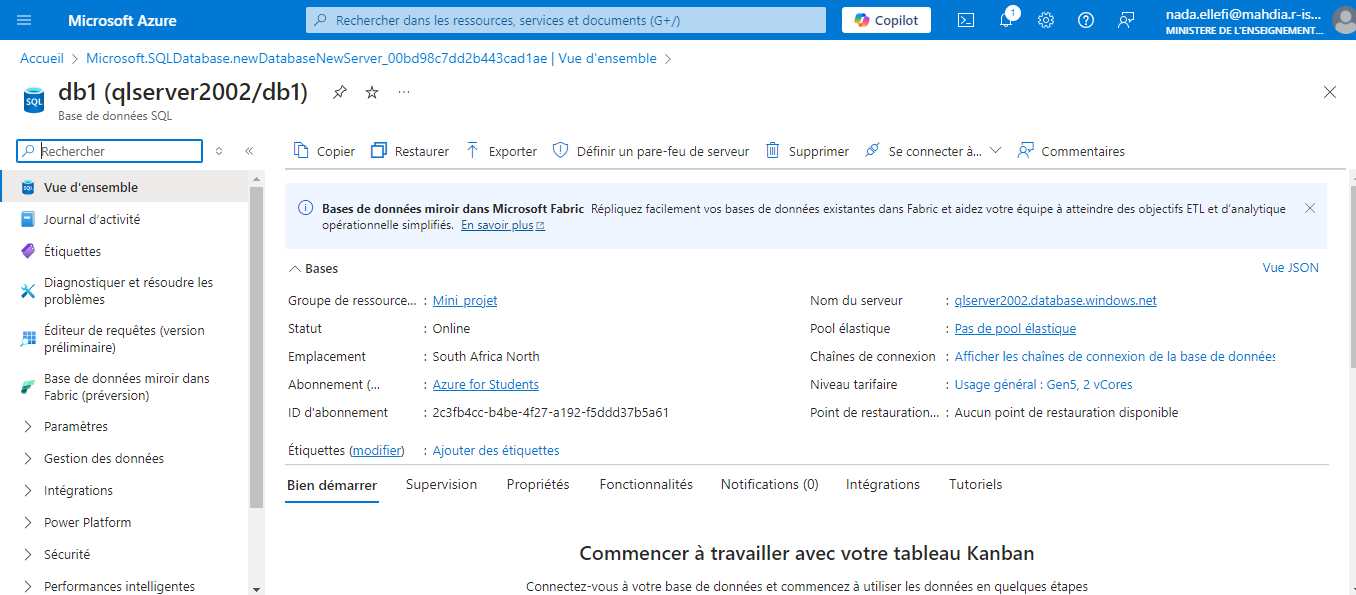 Microsoft Azure
Rechercher dans les ressources, services et documents (G+/)
Copilot
1
nada.ellefi@mahdia.r-is...
MINISTERE DE L'ENSEIGNEMENT...
Accueil > Microsoft.SQLDatabase.newDatabaseNewServer_00bd98c7dd2b443cad1ae | Vue d'ensemble >
SQL
db1 (qlserver2002/db1)
Base de données SQL
Rechercher
Copier
Restaurer
Exporter
Définir un pare-feu de serveur
Supprimer
Se connecter à...
Commentaires
Vue d'ensemble
Journal d'activité
Étiquettes
Diagnostiquer et résoudre les
problèmes
Éditeur de requêtes (version
préliminaire)
Base de données miroir dans
Fabric (préversion)
Paramètres
Gestion des données
Intégrations
Power Platform
Sécurité
Performances intelligentes
Bases de données miroir dans Microsoft Fabric Répliquez facilement vos bases de données existantes dans Fabric et aidez votre équipe à atteindre des objectifs ETL et d'analytique
opérationnelle simplifiés. En savoir plus
Bases
Vue JSON
Groupe de ressource... : Mini_projet
Statut : Online
Emplacement : South Africa North
Abonnement (... : Azure for Students
ID d'abonnement : 2c3fb4cc-b4be-4f27-a192-f5ddd37b5a61
Nom du serveur : qlserver2002.database.windows.net
Pool élastique : Pas de pool élastique
Chaînes de connexion : Afficher les chaînes de connexion de la base de données
Niveau tarifaire : Usage général : Gen5, 2 vCores
Point de restauration... : Aucun point de restauration disponible
Étiquettes (modifier) : Ajouter des étiquettes
Bien démarrer
Supervision
Propriétés
Fonctionnalités
Notifications (0)
Intégrations
Tutoriels
Commencer à travailler avec votre tableau Kanban
Connectez-vous à votre base de données et commencez à utiliser les données en quelques étapes